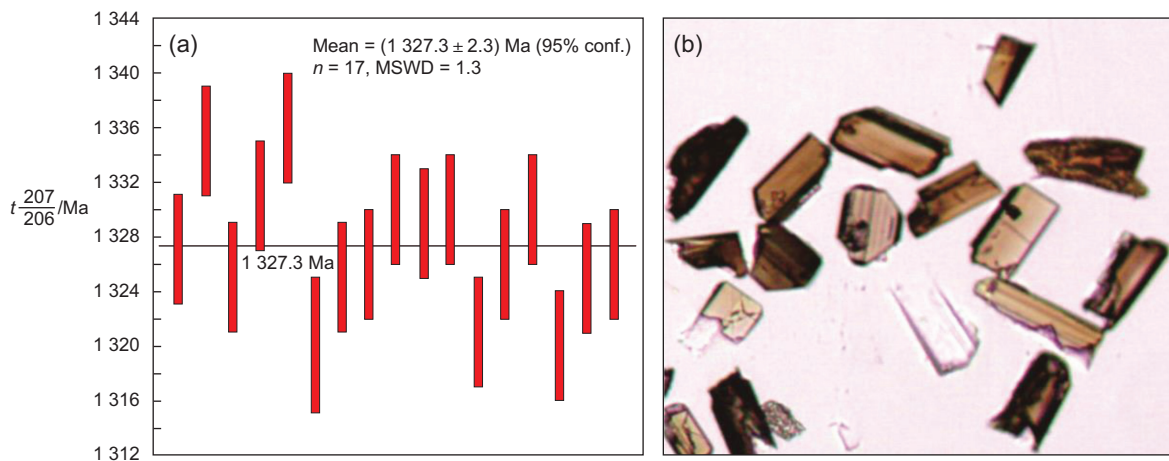 1 344
1 340
1 336
1 332
1 328
1 324
1 320
1 316
1 312
t 207/206 /Ma
(a)
Mean = (1 327.3 ± 2.3) Ma (95% conf.)
n = 17, MSWD = 1.3
1 327.3 Ma
(b)